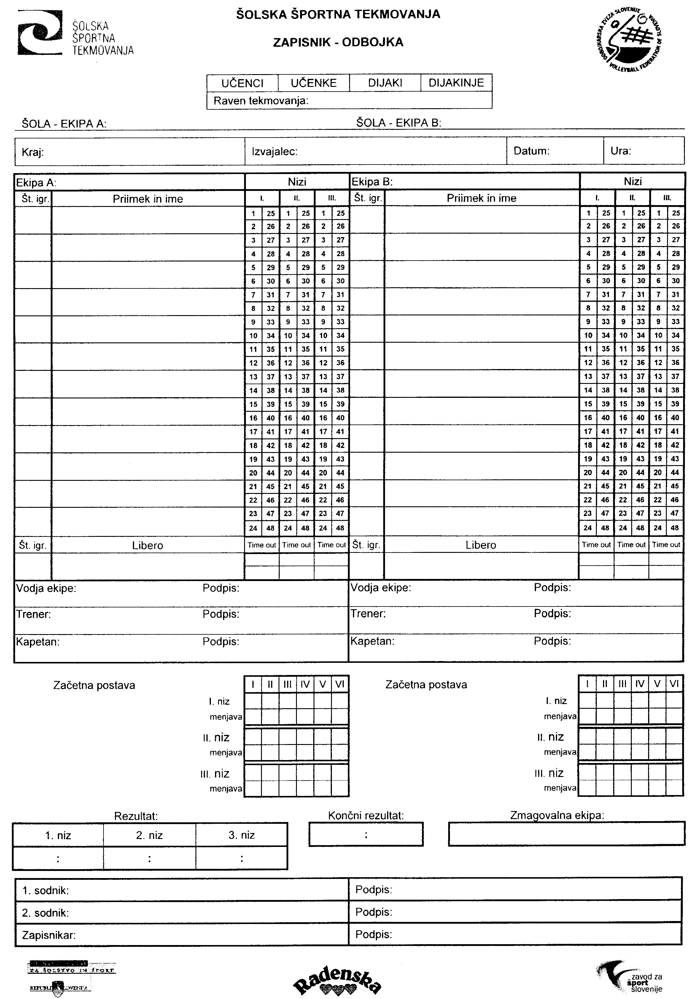 ŠOLSKA ŠPORTNA TEKMOVANJA
ŠOLSKA
ŠPORTNA
TEKMOVANJA
ZAPISNIK - ODBOJKA
ODBOJKARSKA ZVEZA SLOVENIJE
VOLLEYBALL FEDERATION OF SLOVENIA
UČENCI UČENKE DIJAKI DIJAKINJE
Raven tekmovanja:
ŠOLA - EKIPA A: ŠOLA - EKIPA B:
Kraj: Izvajalec: Datum: Ura:
Ekipa A: Nizi Ekipa B: Nizi
Št. igr. Priimek in ime I. II. III. Št. igr. Priimek in ime I. II. III.
1 25 1 25 1 25 1 25 1 25 1 25
2 26 2 26 2 26 2 26 2 26 2 26
3 27 3 27 3 27 3 27 3 27 3 27
4 28 4 28 4 28 4 28 4 28 4 28
5 29 5 29 5 29 5 29 5 29 5 29
6 30 6 30 6 30 6 30 6 30 6 30
7 31 7 31 7 31 7 31 7 31 7 31
8 32 8 32 8 32 8 32 8 32 8 32
9 33 9 33 9 33 9 33 9 33 9 33
10 34 10 34 10 34 10 34 10 34 10 34
11 35 11 35 11 35 11 35 11 35 11 35
12 36 12 36 12 36 12 36 12 36 12 36
13 37 13 37 13 37 13 37 13 37 13 37
14 38 14 38 14 38 14 38 14 38 14 38
15 39 15 39 15 39 15 39 15 39 15 39
16 40 16 40 16 40 16 40 16 40 16 40
17 41 17 41 17 41 17 41 17 41 17 41
18 42 18 42 18 42 18 42 18 42 18 42
19 43 19 43 19 43 19 43 19 43 19 43
20 44 20 44 20 44 20 44 20 44 20 44
21 45 21 45 21 45 21 45 21 45 21 45
22 46 22 46 22 46 22 46 22 46 22 46
23 47 23 47 23 47 23 47 23 47 23 47
24 48 24 48 24 48 24 48 24 48 24 48
Št. igr. Libero Time out Time out Time out Št. igr. Libero Time out Time out Time out
Vodja ekipe: Podpis: Vodja ekipe: Podpis:
Trener: Podpis: Trener: Podpis:
Kapetan: Podpis: Kapetan: Podpis:
Začetna postava I II III IV V VI Začetna postava I II III IV V VI
I. niz I. niz
menjava menjava
II. niz II. niz
menjava menjava
III. niz III. niz
menjava menjava
Rezultat: Končni rezultat: Zmagovalna ekipa:
1. niz 2. niz 3. niz :
: : :
1. sodnik: Podpis:
2. sodnik: Podpis:
Zapisnikar: Podpis:
ZA ŠOLSTVO IN ŠPORT
Radenska
zavod za
šport
slovenije